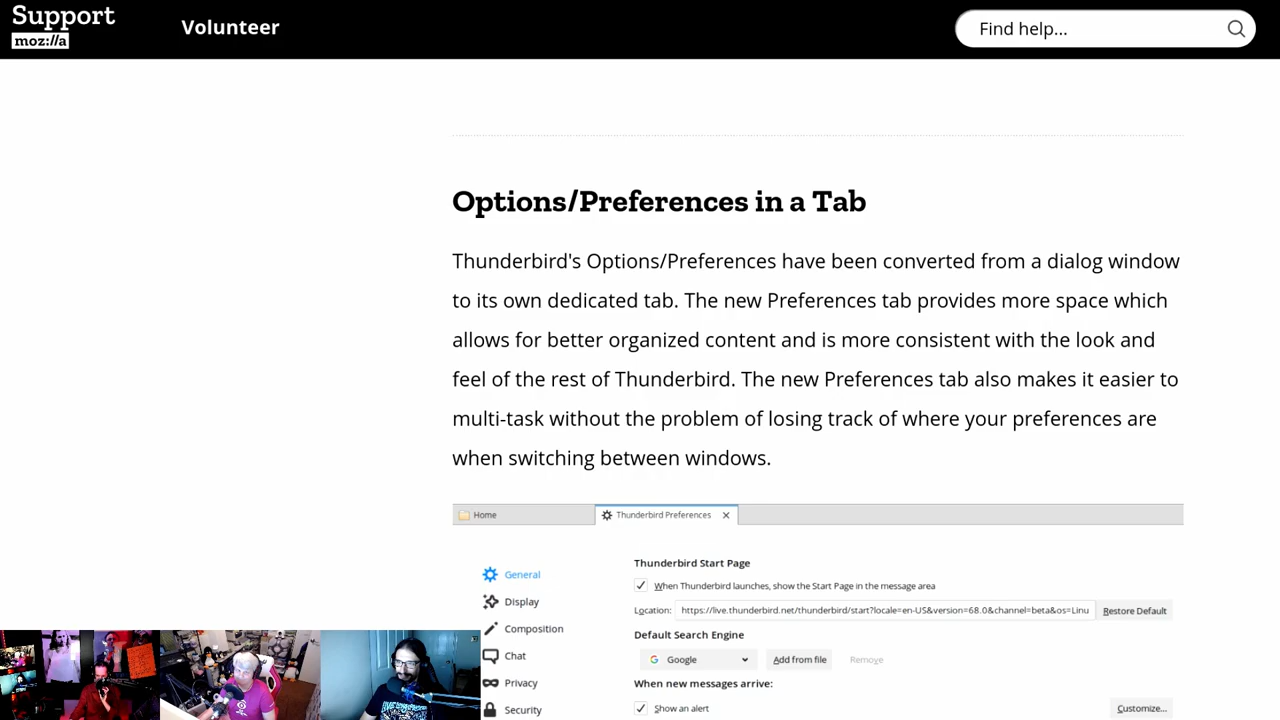 Support
moz://a
Volunteer
Find help...
Options/Preferences in a Tab
Thunderbird's Options/Preferences have been converted from a dialog window
to its own dedicated tab. The new Preferences tab provides more space which
allows for better organized content and is more consistent with the look and
feel of the rest of Thunderbird. The new Preferences tab also makes it easier to
multi-task without the problem of losing track of where your preferences are
when switching between windows.
Home
Thunderbird Preferences
General
Display
Composition
Chat
Privacy
Security
Thunderbird Start Page
When Thunderbird launches, show the Start Page in the message area
Location: https://live.thunderbird.net/thunderbird/start?locale=en-US&version=68.0&channel=beta&os=Linu Restore Default
Default Search Engine
Google Add from file Remove
When new messages arrive:
Show an alert Customize...